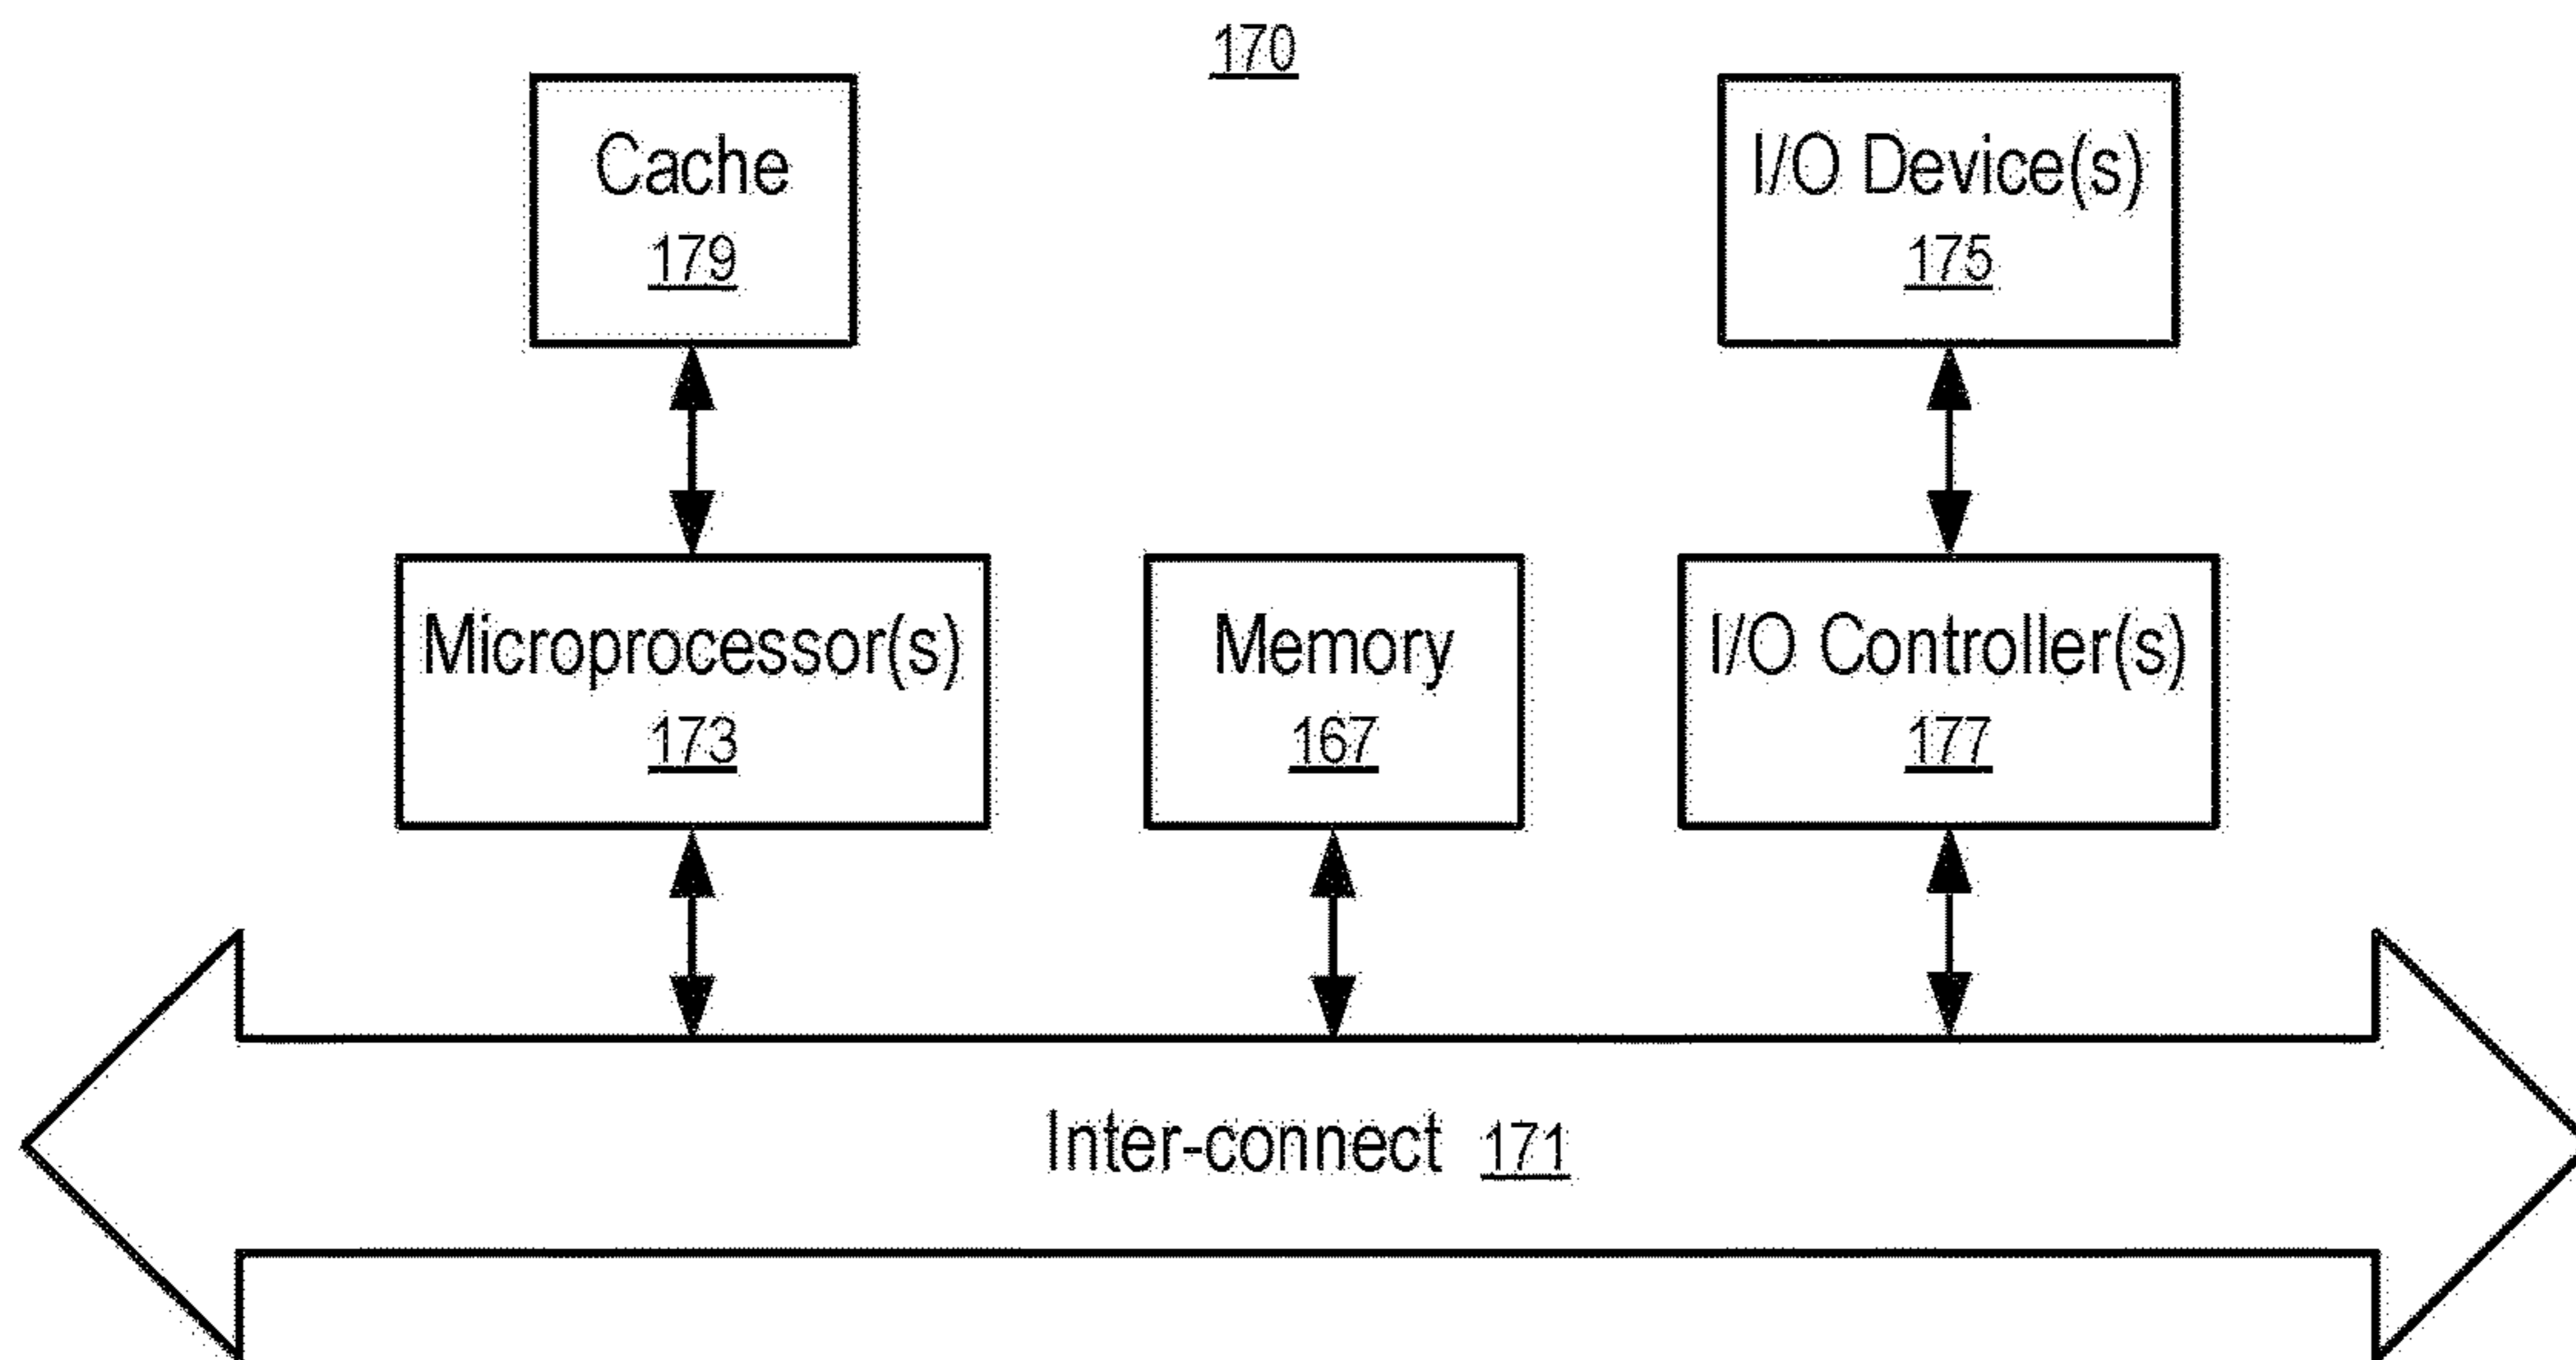 170
Cache
179
I/O Device(s)
175
Microprocessor(s)
173
Memory
167
I/O Controller(s)
177
Inter-connect 171